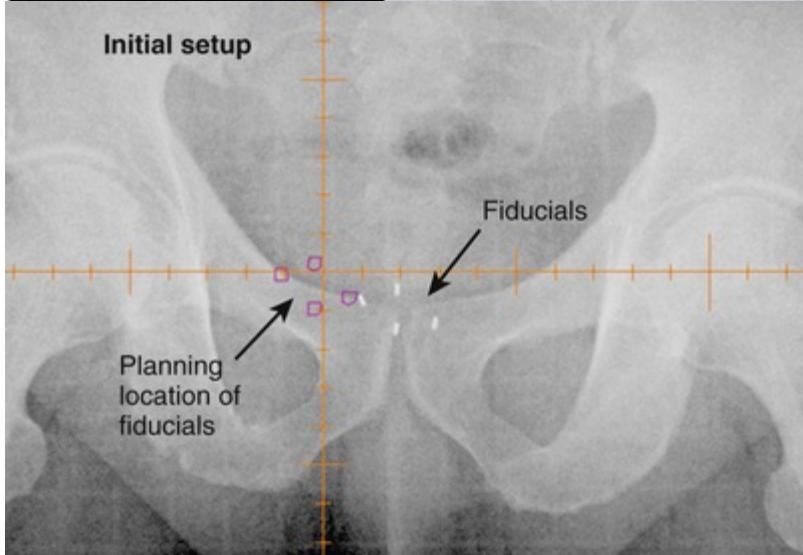 Initial setup
Fiducials
Planning
location of
fiducials